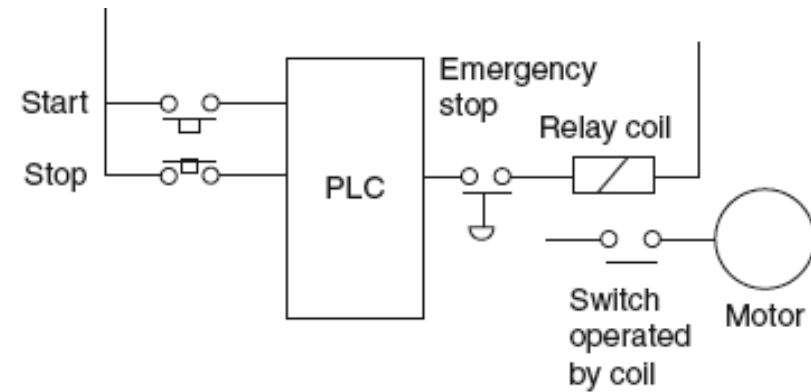 Start
Stop
PLC
Emergency
stop
Relay coil
Switch
operated
by coil
Motor